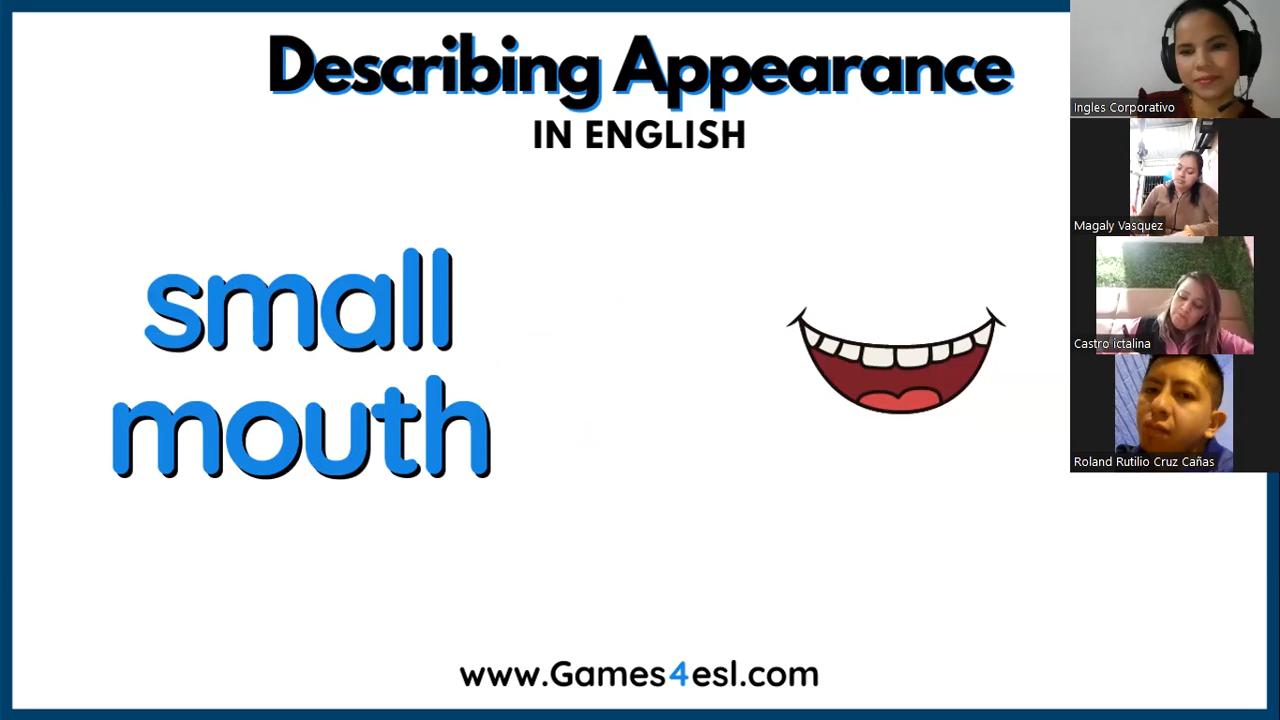 Describing Appearance
IN ENGLISH
small
mouth
www.Games4esl.com
Ingles Corporativo
Magaly Vasquez
Castro Ictalina
Roland Rutilio Cruz Cañas